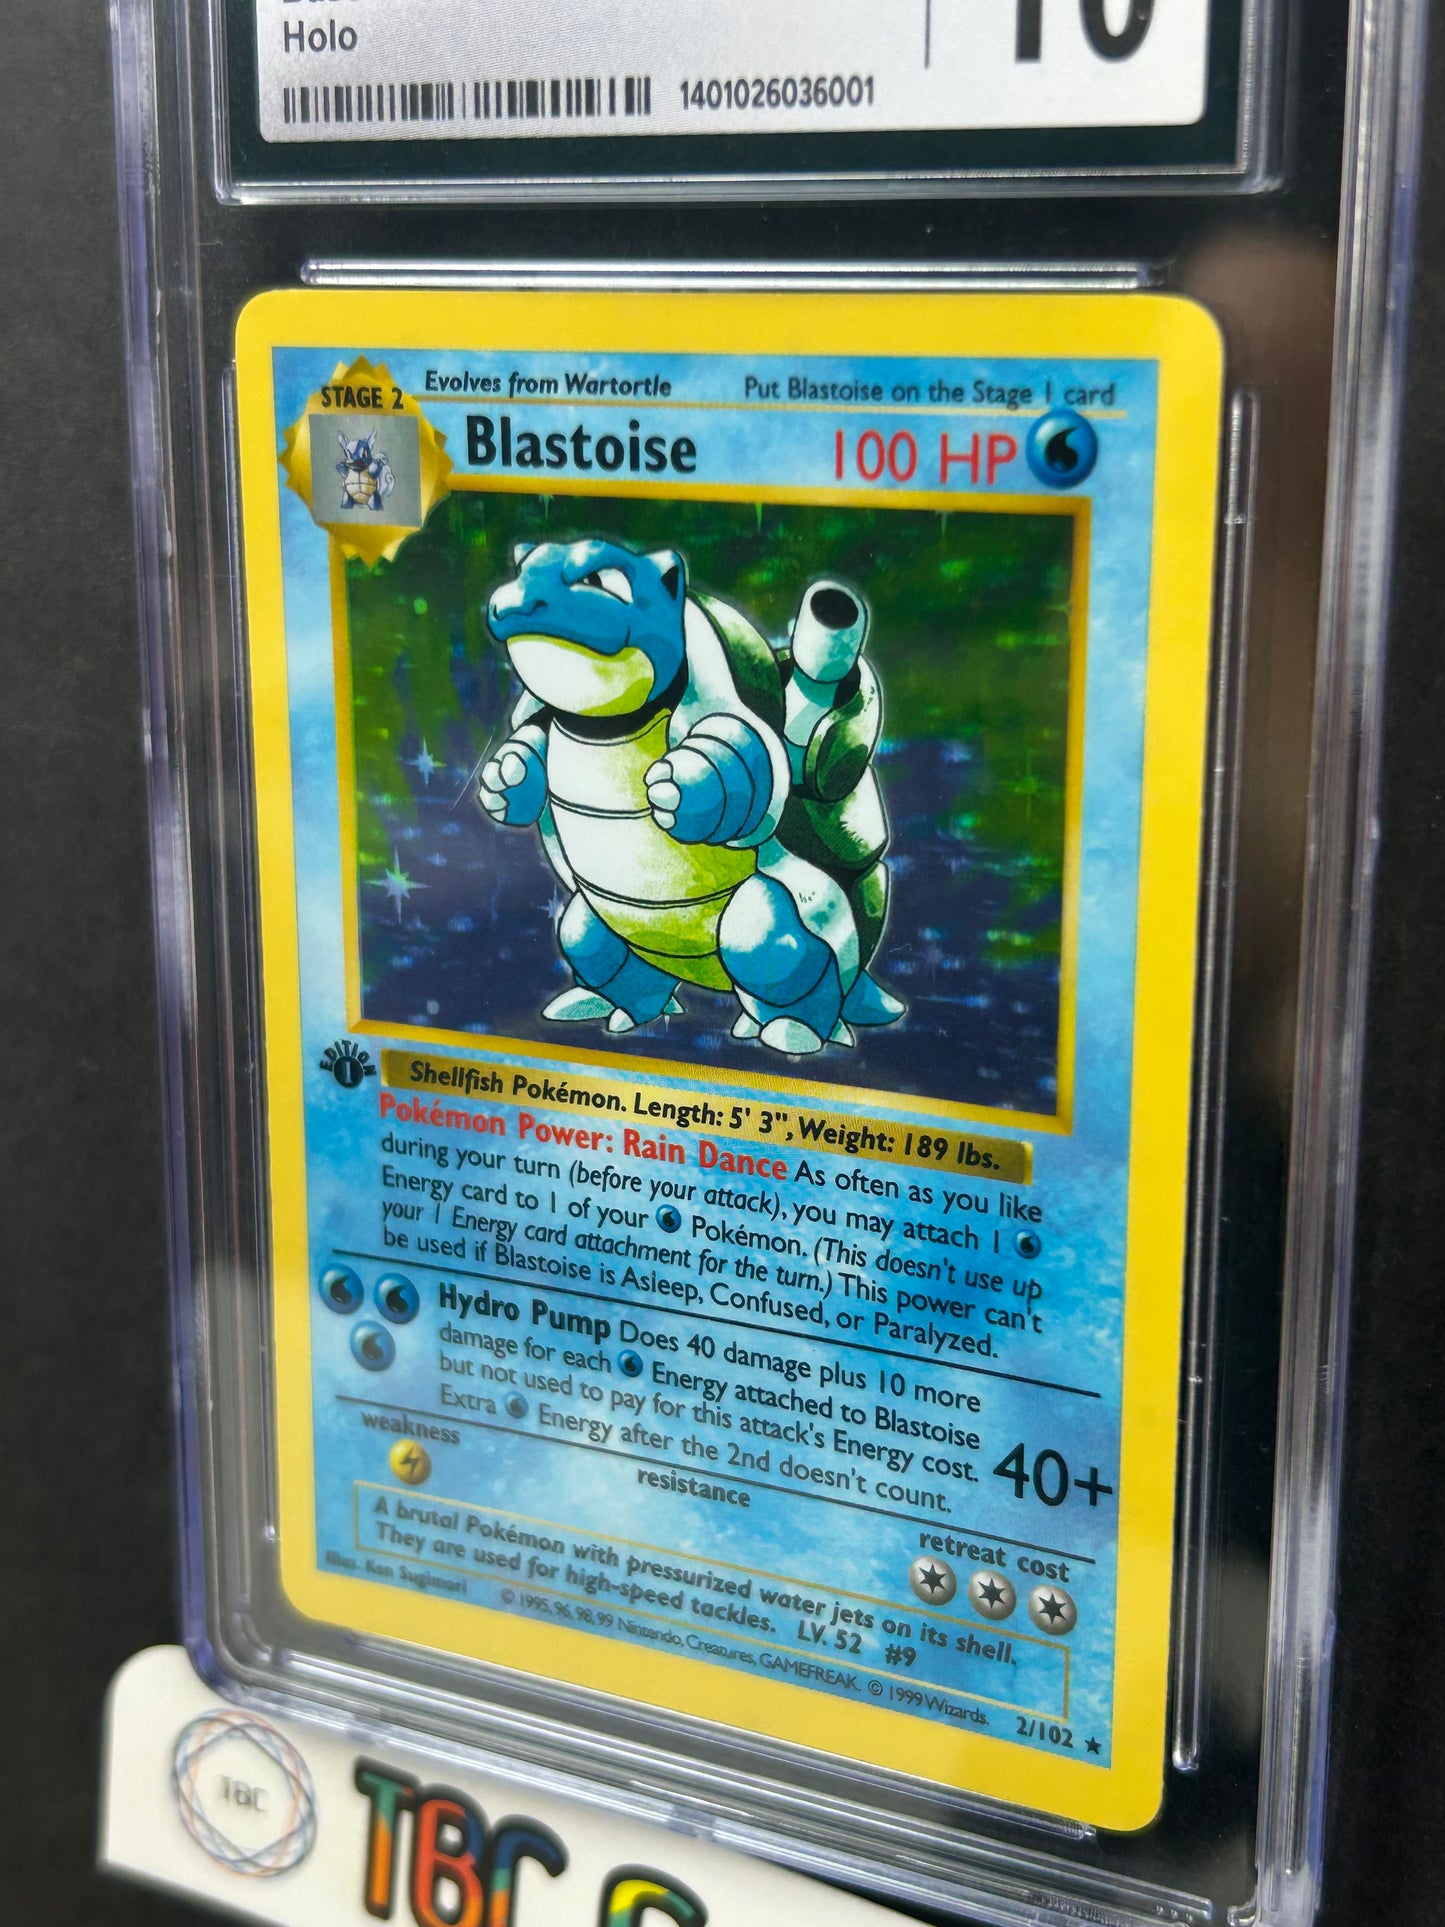 Holo
10
1401026036001
STAGE 2
Evolves from Wartortle
Put Blastoise on the Stage 1 card
Blastoise
100 HP
EDITION
1
Shellfish Pokémon. Length: 5' 3", Weight: 189 lbs.
Pokémon Power: Rain Dance As often as you like
during your turn (before your attack), you may attach 1
Energy card to 1 of your Pokémon. (This doesn't use up
your 1 Energy card attachment for the turn.) This power can't
be used if Blastoise is Asleep, Confused, or Paralyzed.
Hydro Pump Does 40 damage plus 10 more
damage for each Energy attached to Blastoise
but not used to pay for this attack's Energy cost.
Extra Energy after the 2nd doesn't count.
40+
weakness
resistance
retreat cost
A brutal Pokémon with pressurized water jets on its shell.
They are used for high-speed tackles. LV. 52 #9
Illus. Ken Sugimori
© 1995, 96, 98, 99 Nintendo, Creatures, GAMEFREAK. © 1999 Wizards.
2/102 ★
TBC
TBC